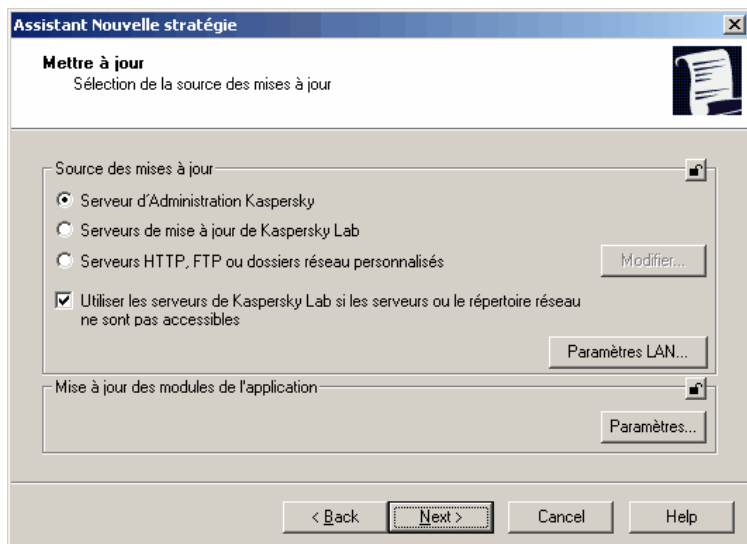 Assistant Nouvelle stratégie
Mettre à jour
Sélection de la source des mises à jour
Source des mises à jour
Serveur d´Administration Kaspersky
Serveurs de mise à jour de Kaspersky Lab
Serveurs HTTP, FTP ou dossiers réseau personnalisés
Modifier...
Utiliser les serveurs de Kaspersky Lab si les serveurs ou le répertoire réseau
ne sont pas accessibles
Paramètres LAN...
Mise à jour des modules de l'application
Paramètres...
< Back
Next >
Cancel
Help